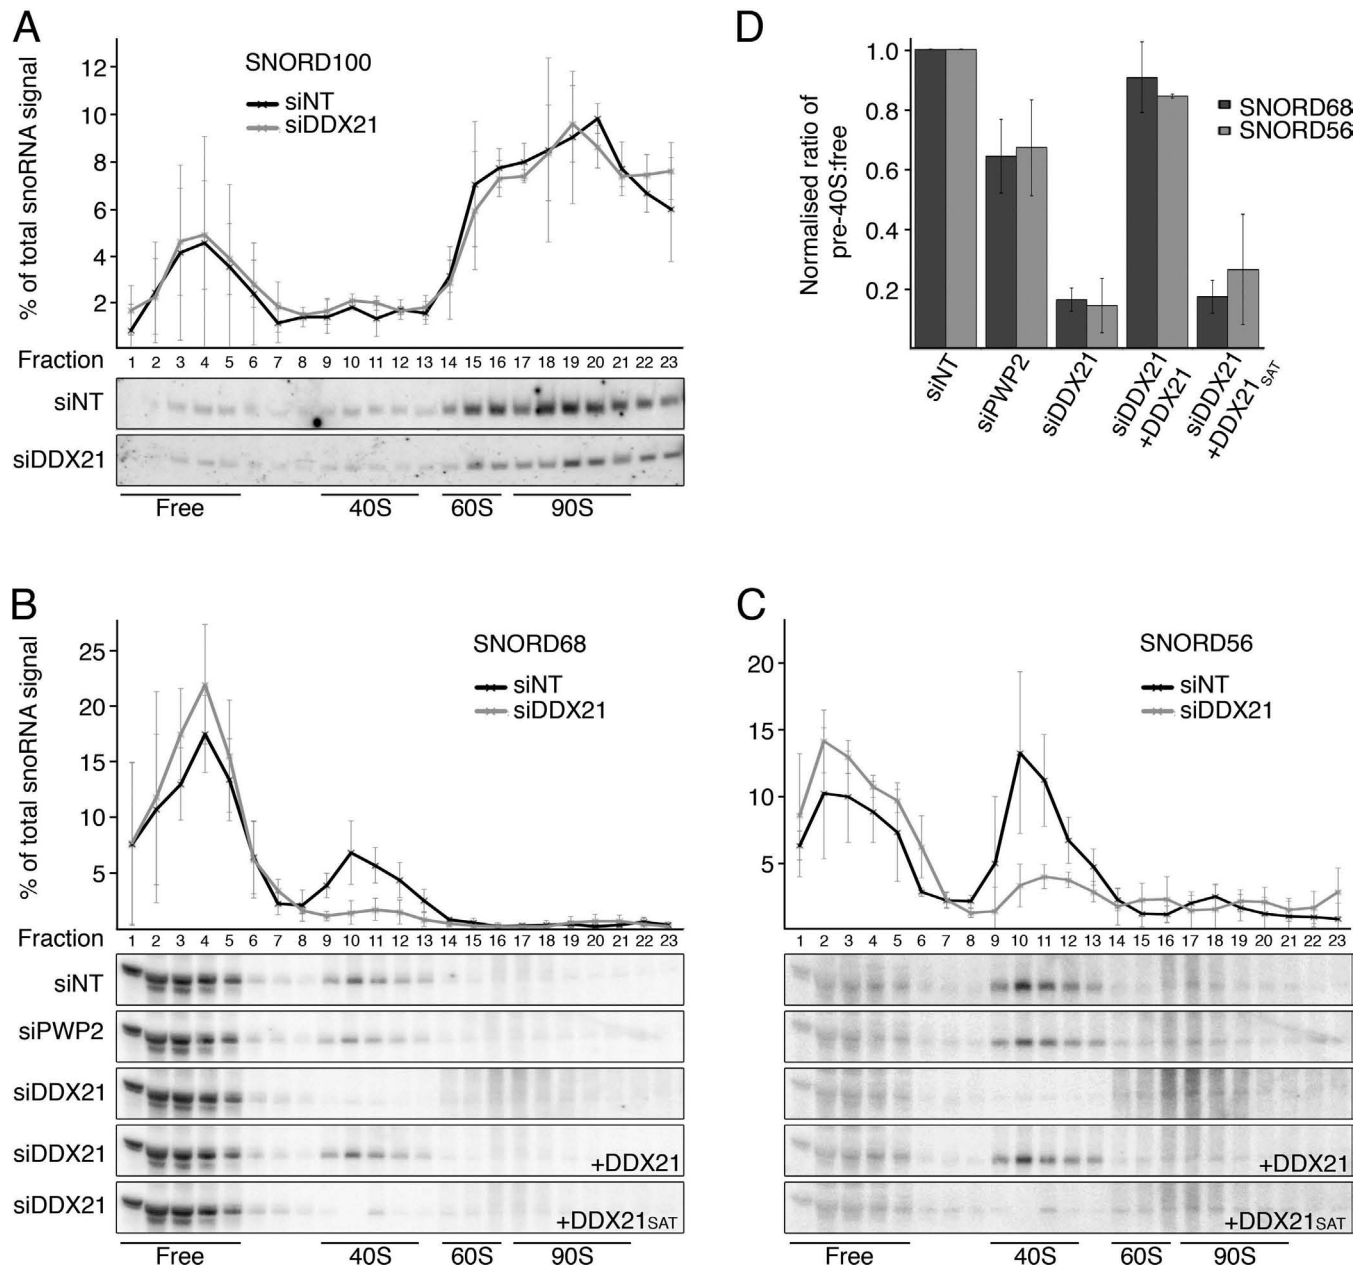 A
SNORD100
siNT
siDDX21
% of total snoRNA signal
12
10
8
6
4
2
Fraction
1 2 3 4 5 6 7 8 9 10 11 12 13 14 15 16 17 18 19 20 21 22 23
siNT
siDDX21
Free 40S 60S 90S
D
Normalised ratio of
pre-40S:free
1.0
0.8
0.6
0.4
0.2
SNORD68
SNORD56
siNT
siPWP2
siDDX21
siDDX21
+DDX21
siDDX21
+DDX21SAT
B
SNORD68
siNT
siDDX21
% of total snoRNA signal
25
20
15
10
5
Fraction
1 2 3 4 5 6 7 8 9 10 11 12 13 14 15 16 17 18 19 20 21 22 23
siNT
siPWP2
siDDX21
siDDX21 +DDX21
siDDX21 +DDX21SAT
Free 40S 60S 90S
C
SNORD56
siNT
siDDX21
20
15
10
5
1 2 3 4 5 6 7 8 9 10 11 12 13 14 15 16 17 18 19 20 21 22 23
+DDX21
+DDX21SAT
Free 40S 60S 90S